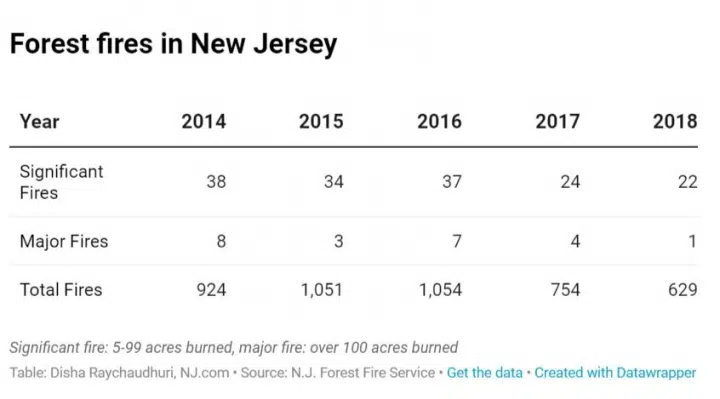 Forest fires in New Jersey
Year 2014 2015 2016 2017 2018
Significant
Fires 38 34 37 24 22
Major Fires 8 3 7 4 1
Total Fires 924 1,051 1,054 754 629
Significant fire: 5-99 acres burned, major fire: over 100 acres burned
Table: Disha Raychaudhuri, NJ.com • Source: N.J. Forest Fire Service • Get the data • Created with Datawrapper